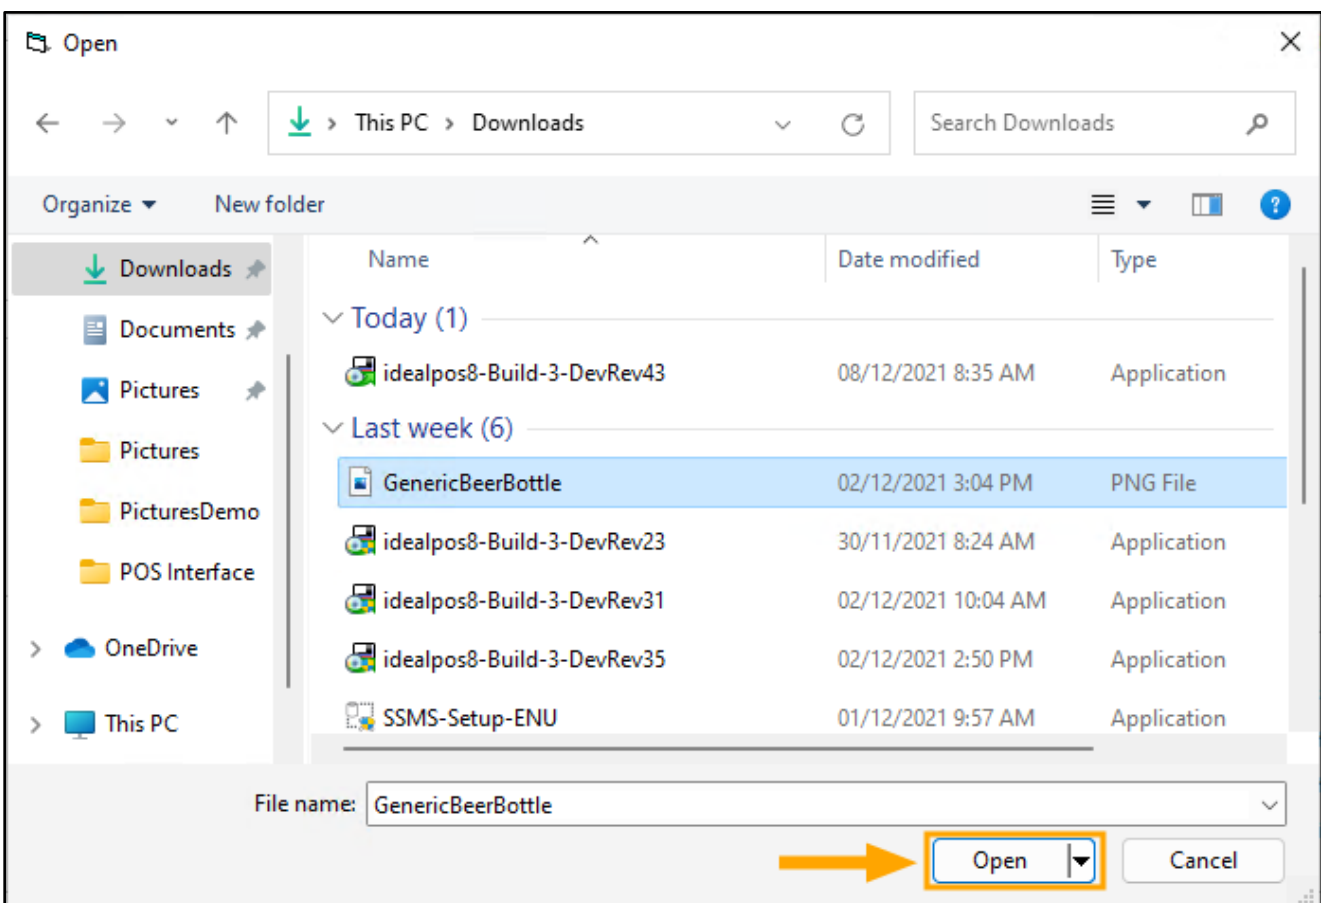 Open
This PC > Downloads
Search Downloads
Organize
New folder
?
Downloads
Documents
Pictures
Pictures
PicturesDemo
POS Interface
OneDrive
This PC
Name Date modified Type
Today (1)
idealpos8-Build-3-DevRev43 08/12/2021 8:35 AM Application
Last week (6)
GenericBeerBottle 02/12/2021 3:04 PM PNG File
idealpos8-Build-3-DevRev23 30/11/2021 8:24 AM Application
idealpos8-Build-3-DevRev31 02/12/2021 10:04 AM Application
idealpos8-Build-3-DevRev35 02/12/2021 2:50 PM Application
SSMS-Setup-ENU 01/12/2021 9:57 AM Application
File name: GenericBeerBottle
Open Cancel